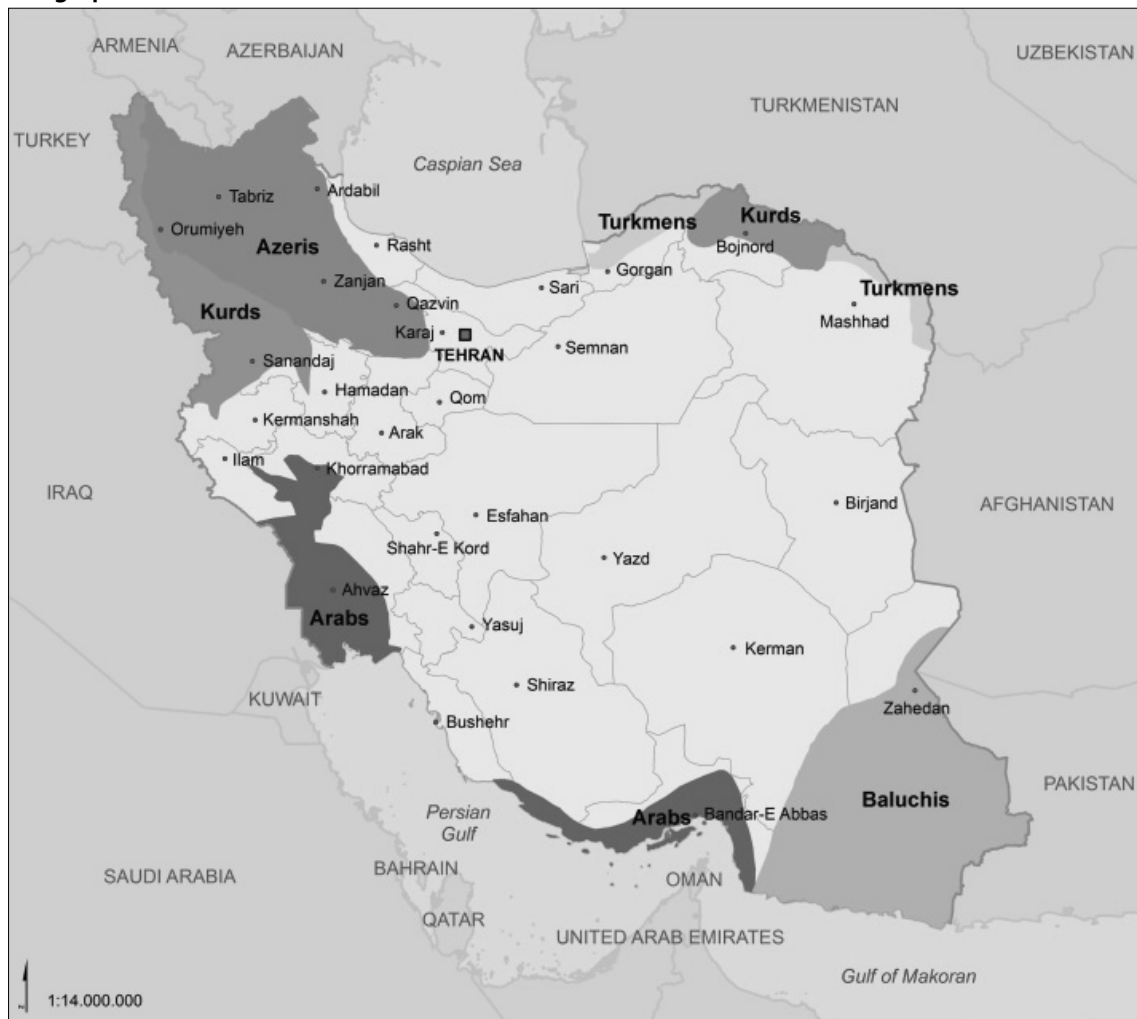 ARMENIA
AZERBAIJAN
UZBEKISTAN
TURKMENISTAN
TURKEY
Caspian Sea
Tabriz
Ardabil
Turkmens
Kurds
Orumiyeh
Azeris
Rasht
Bojnord
Gorgan
Zanjan
Sari
Turkmens
Kurds
Qazvin
Mashhad
Karaj
TEHRAN
Semnan
Sanandaj
Hamadan
Qom
Kermanshah
Arak
Ilam
Khorramabad
IRAQ
Birjand
AFGHANISTAN
Esfahan
Shahr-E Kord
Yazd
Ahvaz
Arabs
Yasuj
Kerman
KUWAIT
Shiraz
Zahedan
Bushehr
PAKISTAN
Baluchis
Persian
Gulf
Arabs
Bandar-E Abbas
SAUDI ARABIA
BAHRAIN
OMAN
QATAR
UNITED ARAB EMIRATES
Gulf of Makoran
1:14.000.000